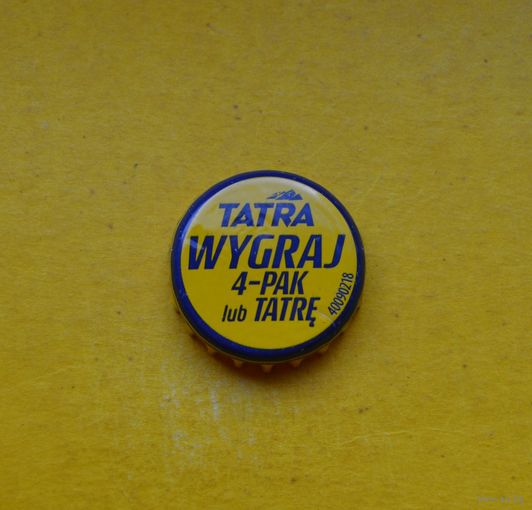 TATRA
WYGRAJ
4-PAK
lub TATRĘ
40090218